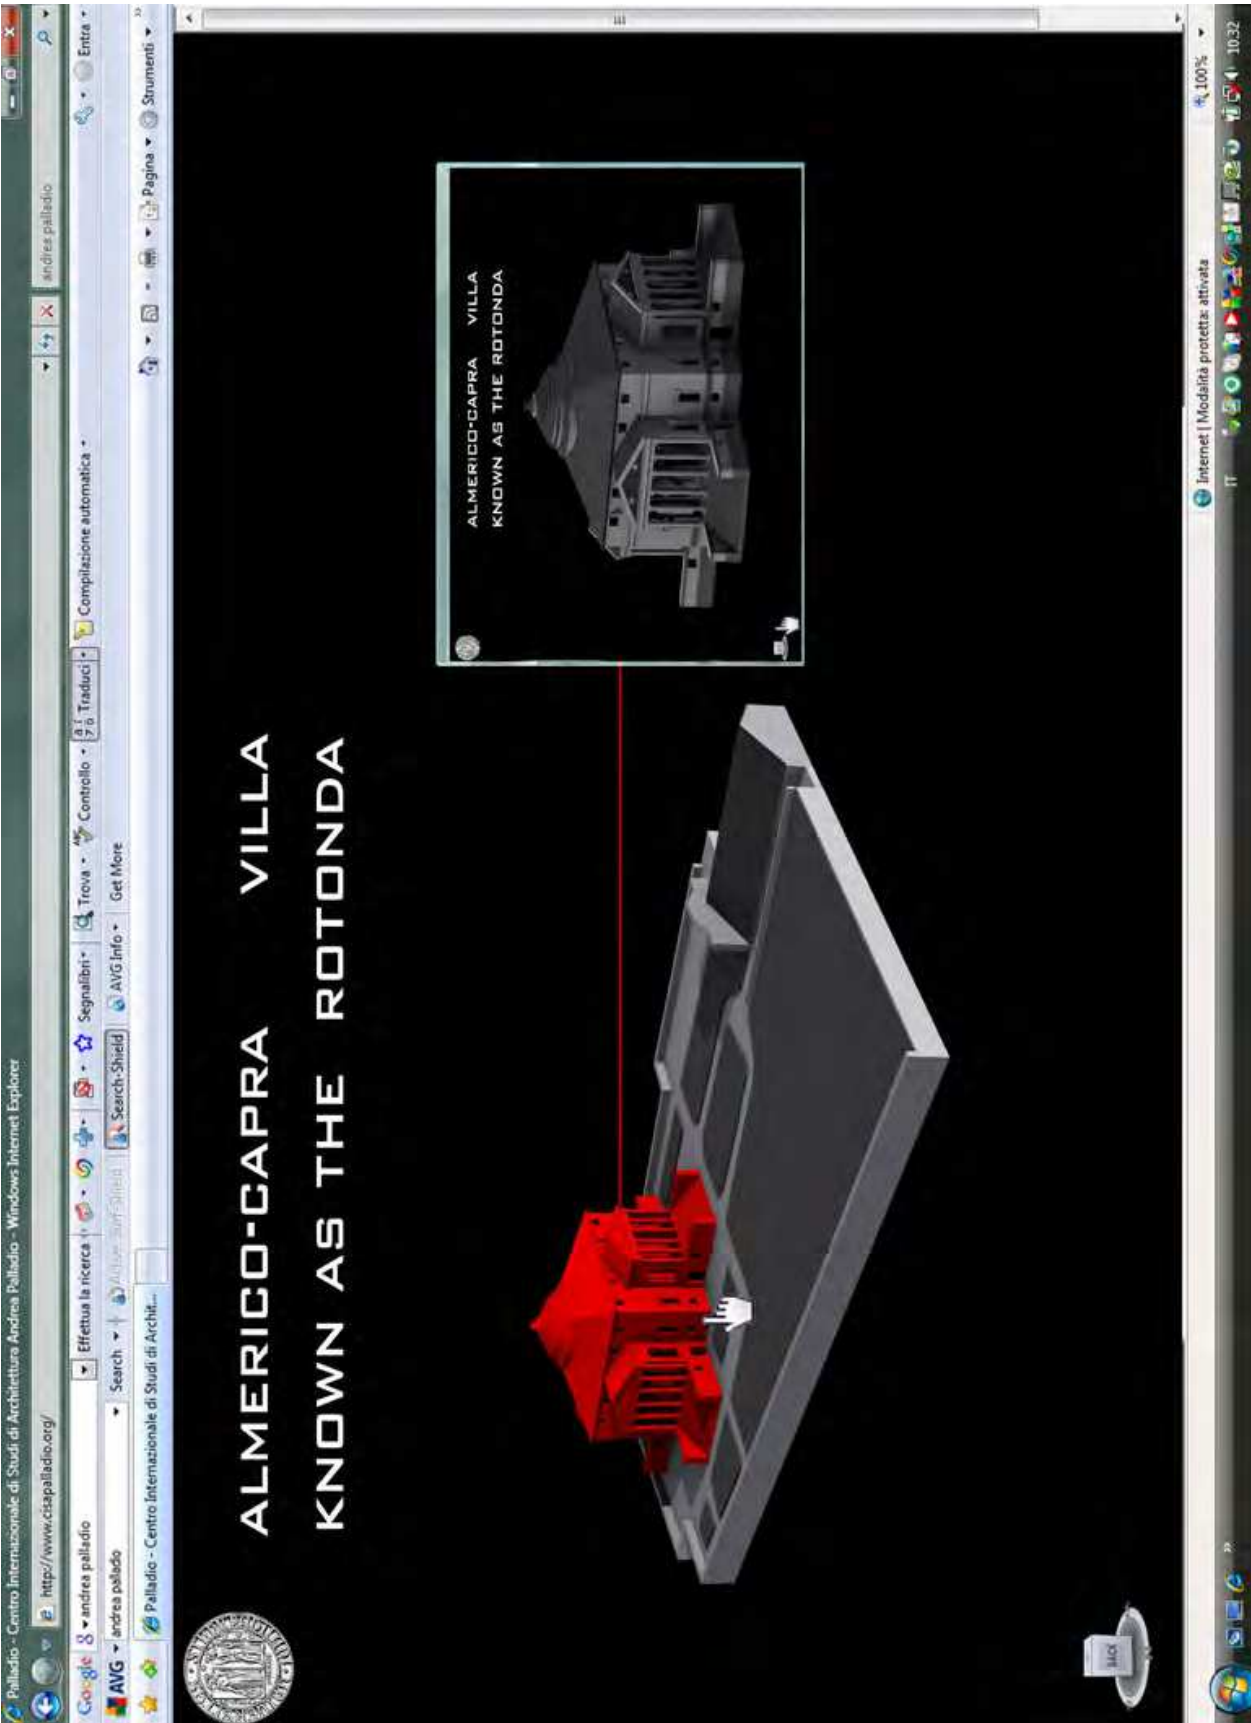 Palladio - Centro Internazionale di Studi di Architettura Andrea Palladio - Windows Internet Explorer
http://www.cisapalladio.org/
andrea palladio
Google
andrea palladio
Effettua la ricerca
Segnalibri
Trova
Controllo
Traduci
Compilazione automatica
Entra
AVG
andrea palladio
Search
Search-Shield
AVG Info
Get More
Palladio - Centro Internazionale di Studi di Archit...
Pagina
Strumenti
ALMERICO-CAPRA VILLA
KNOWN AS THE ROTONDA
ALMERICO-CAPRA VILLA
KNOWN AS THE ROTONDA
BACK
Internet | Modalità protetta: attivata
100%
IT
10.32